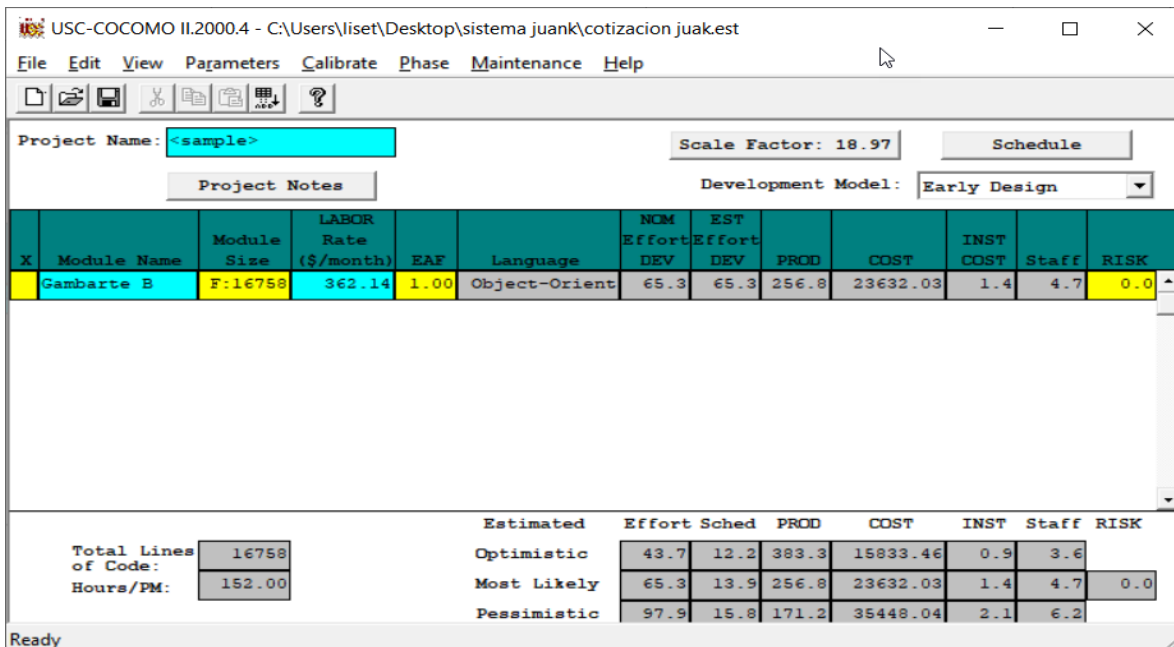 USC-COCOMO II.2000.4 - C:\Users\liset\Desktop\sistema juank\cotizacion juak.est
File Edit View Parameters Calibrate Phase Maintenance Help
Project Name: <sample> Scale Factor: 18.97 Schedule
Project Notes Development Model: Early Design
X Module Name Module Size LABOR Rate ($/month) EAF Language NOM Effort DEV EST Effort DEV PROD COST INST COST Staff RISK
Gambarte B F:16758 362.14 1.00 Object-Orient 65.3 65.3 256.8 23632.03 1.4 4.7 0.0
Estimated Effort Sched PROD COST INST Staff RISK
Total Lines of Code: 16758 Optimistic 43.7 12.2 383.3 15833.46 0.9 3.6
Hours/PM: 152.00 Most Likely 65.3 13.9 256.8 23632.03 1.4 4.7 0.0
Pessimistic 97.9 15.8 171.2 35448.04 2.1 6.2
Ready